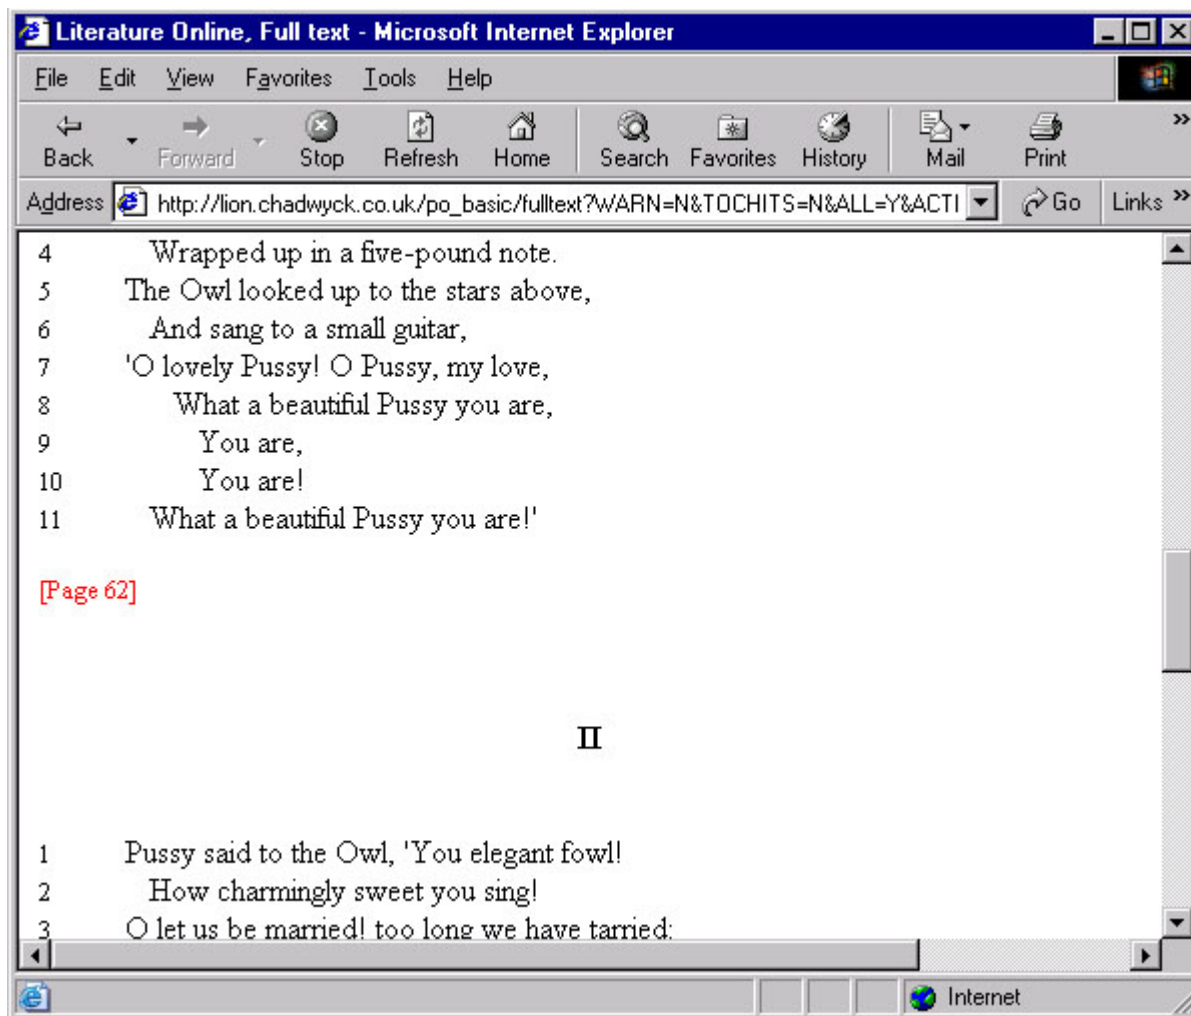 Literature Online, Full text - Microsoft Internet Explorer
File Edit View Favorites Tools Help
Back Forward Stop Refresh Home Search Favorites History Mail Print »
Address http://lion.chadwyck.co.uk/po_basic/fulltext?WARN=N&TOCHITS=N&ALL=Y&ACTI Go Links »
4 Wrapped up in a five-pound note.
5 The Owl looked up to the stars above,
6 And sang to a small guitar,
7 'O lovely Pussy! O Pussy, my love,
8 What a beautiful Pussy you are,
9 You are,
10 You are!
11 What a beautiful Pussy you are!'
[Page 62]
II
1 Pussy said to the Owl, 'You elegant fowl!
2 How charmingly sweet you sing!
3 O let us be married! too long we have tarried:
Internet